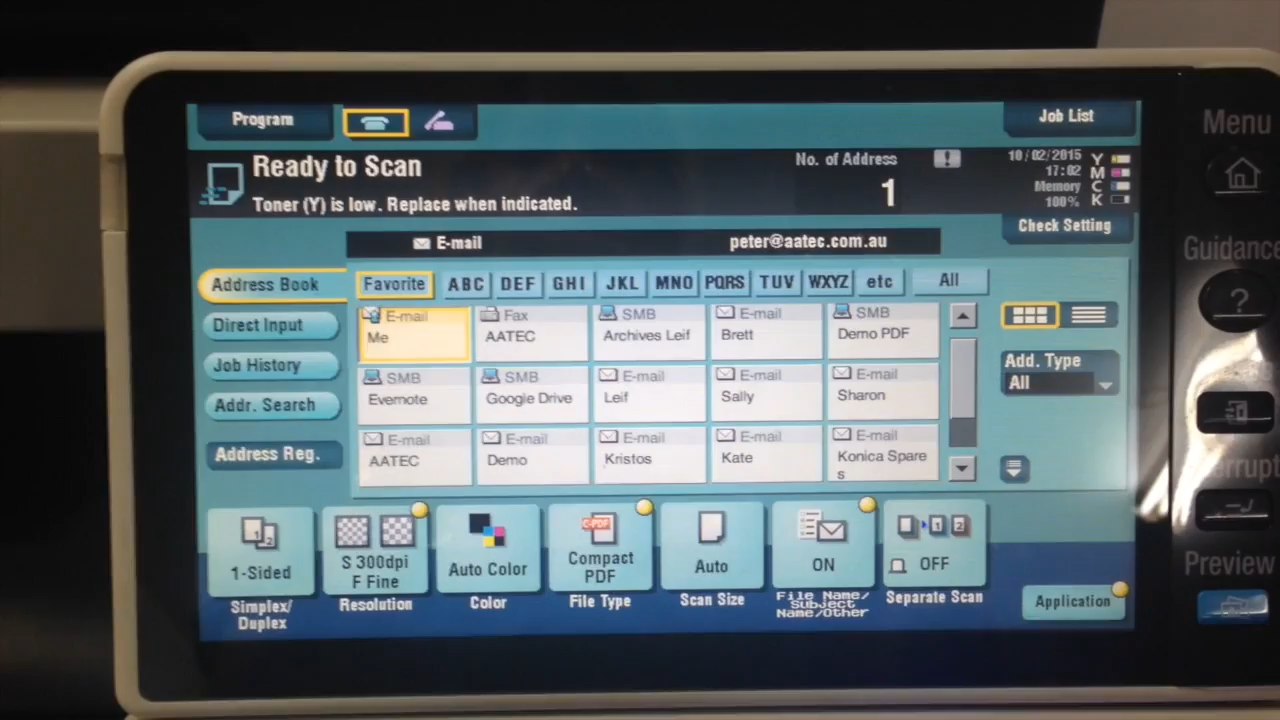 Program
Job List
Menu
Ready to Scan
No. of Address
1
10/02/2015
17:02
Memory
100%
Y
M
C
K
Toner (Y) is low. Replace when indicated.
Check Setting
E-mail
peter@aatec.com.au
Guidance
Address Book
Direct Input
Job History
Addr. Search
Address Reg.
Favorite ABC DEF GHI JKL MNO PQRS TUV WXYZ etc All
E-mail
Me
Fax
AATEC
SMB
Archives Leif
E-mail
Brett
SMB
Demo PDF
SMB
Evernote
SMB
Google Drive
E-mail
Leif
E-mail
Sally
E-mail
Sharon
E-mail
AATEC
E-mail
Demo
E-mail
Kristos
E-mail
Kate
E-mail
Konica Spare
s
Add. Type
All
?
terrupt
Preview
1 2
1-Sided
Simplex/
Duplex
S 300dpi
F Fine
Resolution
Auto Color
Color
C-PDF
Compact
PDF
File Type
Auto
Scan Size
ON
File Name/
Subject
Name/Other
1 2
OFF
Separate Scan
Application